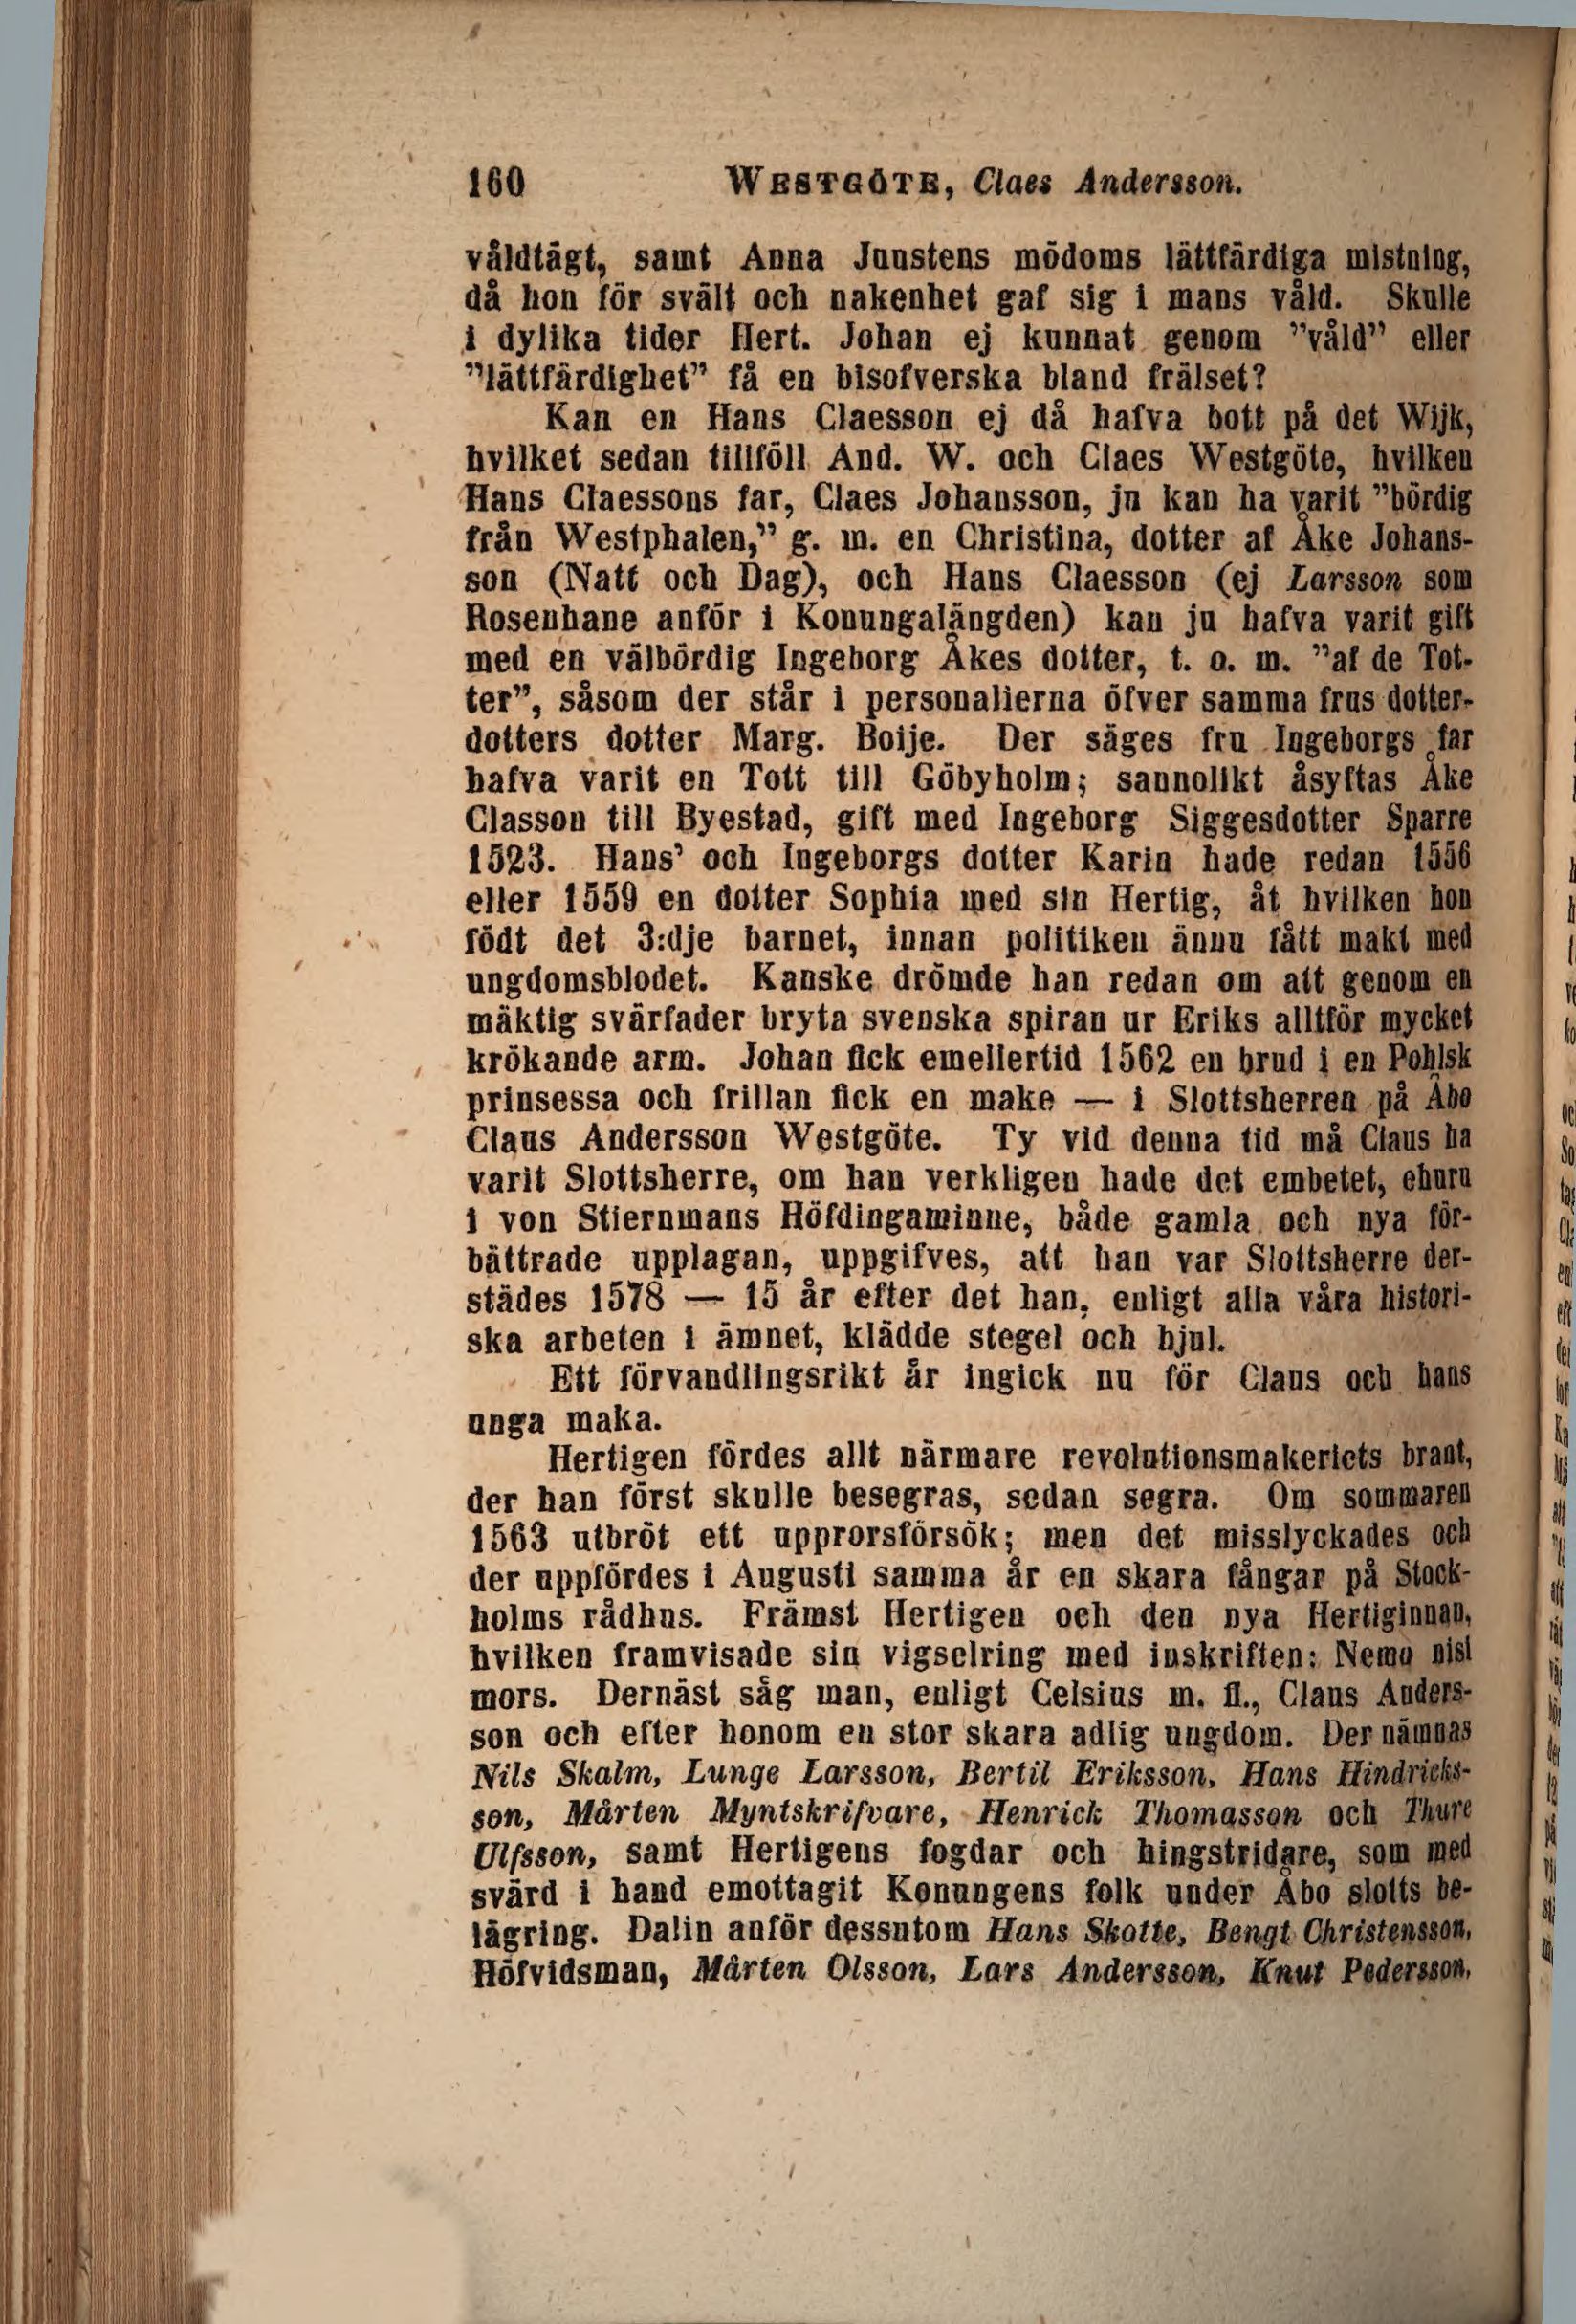 160 WESTGÖTE, Claes Andersson.
våldtägt, samt Anna Juustens mödoms lättfärdiga mistning,
då hon för svält och nakenhet gaf sig i mans våld. Skulle
i dylika tider Hert. Johan ej kunnat genom ”våld” eller
”lättfärdighet” få en bisofverska bland frälset?
Kan en Hans Claesson ej då hafva bott på det Wijk,
hvilket sedan tillföll And. W. och Claes Westgöte, hvilken
Hans Claessons far, Claes Johansson, ju kan ha varit ”bördig
från Westphalen,” g. m. en Christina, dotter af Åke Johans-
son (Natt och Dag), och Hans Claesson (ej Larsson som
Rosenhane anför i Konungalängden) kan ju hafva varit gift
med en välbördig Ingeborg Åkes dotter, t. o. m. ”af de Tot-
ter”, såsom der står i personalierna öfver samma frus dotter-
dotters dotter Marg. Boije. Der säges fru Ingeborgs far
hafva varit en Tott till Göbyholm; sannolikt åsyftas Åke
Classon till Byestad, gift med Ingeborg Siggesdotter Sparre
1523. Hans’ och Ingeborgs dotter Karin hade redan 1556
eller 1559 en dotter Sophia med sin Hertig, åt hvilken hon
födt det 3:dje barnet, innan politiken ännu fått makt med
ungdomsblodet. Kanske drömde han redan om att genom en
mäktig svärfader bryta svenska spiran ur Eriks alltför mycket
krökande arm. Johan fick emellertid 1562 en brud i en Pohlsk
prinsessa och frillan fick en make — i Slottsherren på Åbo
Claus Andersson Westgöte. Ty vid denna tid må Claus ha
varit Slottsherre, om han verkligen hade det embetet, ehuru
i von Stiernmans Höfdingaminne, både gamla och nya för-
bättrade upplagan, uppgifves, att han var Slottsherre der-
städes 1578 — 15 år efter det han, enligt alla våra histori-
ska arbeten i ämnet, klädde stegel och hjul.
Ett förvandlingsrikt år ingick nu för Claus och hans
unga maka.
Hertigen fördes allt närmare revolutionsmakeriets brant,
der han först skulle besegras, sedan segra. Om sommaren
1563 utbröt ett upprorsförsök; men det misslyckades och
der uppfördes i Augusti samma år en skara fångar på Stock-
holms rådhus. Främst Hertigen och den nya Hertiginnan,
hvilken framvisade sin vigselring med inskriften: Nemo nisi
mors. Dernäst såg man, enligt Celsius m. fl., Claus Anders-
son och efter honom en stor skara adlig ungdom. Der nämnas
Nils Skalm, Lunge Larsson, Bertil Eriksson, Hans Hindricks-
son, Mårten Myntskrifvare, Henrick Thomasson och Thure
Ulfsson, samt Hertigens fogdar och hingstridare, som med
svärd i hand emottagit Konungens folk under Åbo slotts be-
lägring. Dalin anför dessutom Hans Skotte, Bengt Christensson,
Höfvidsman, Mårten Olsson, Lars Andersson, Knut Pedersson,